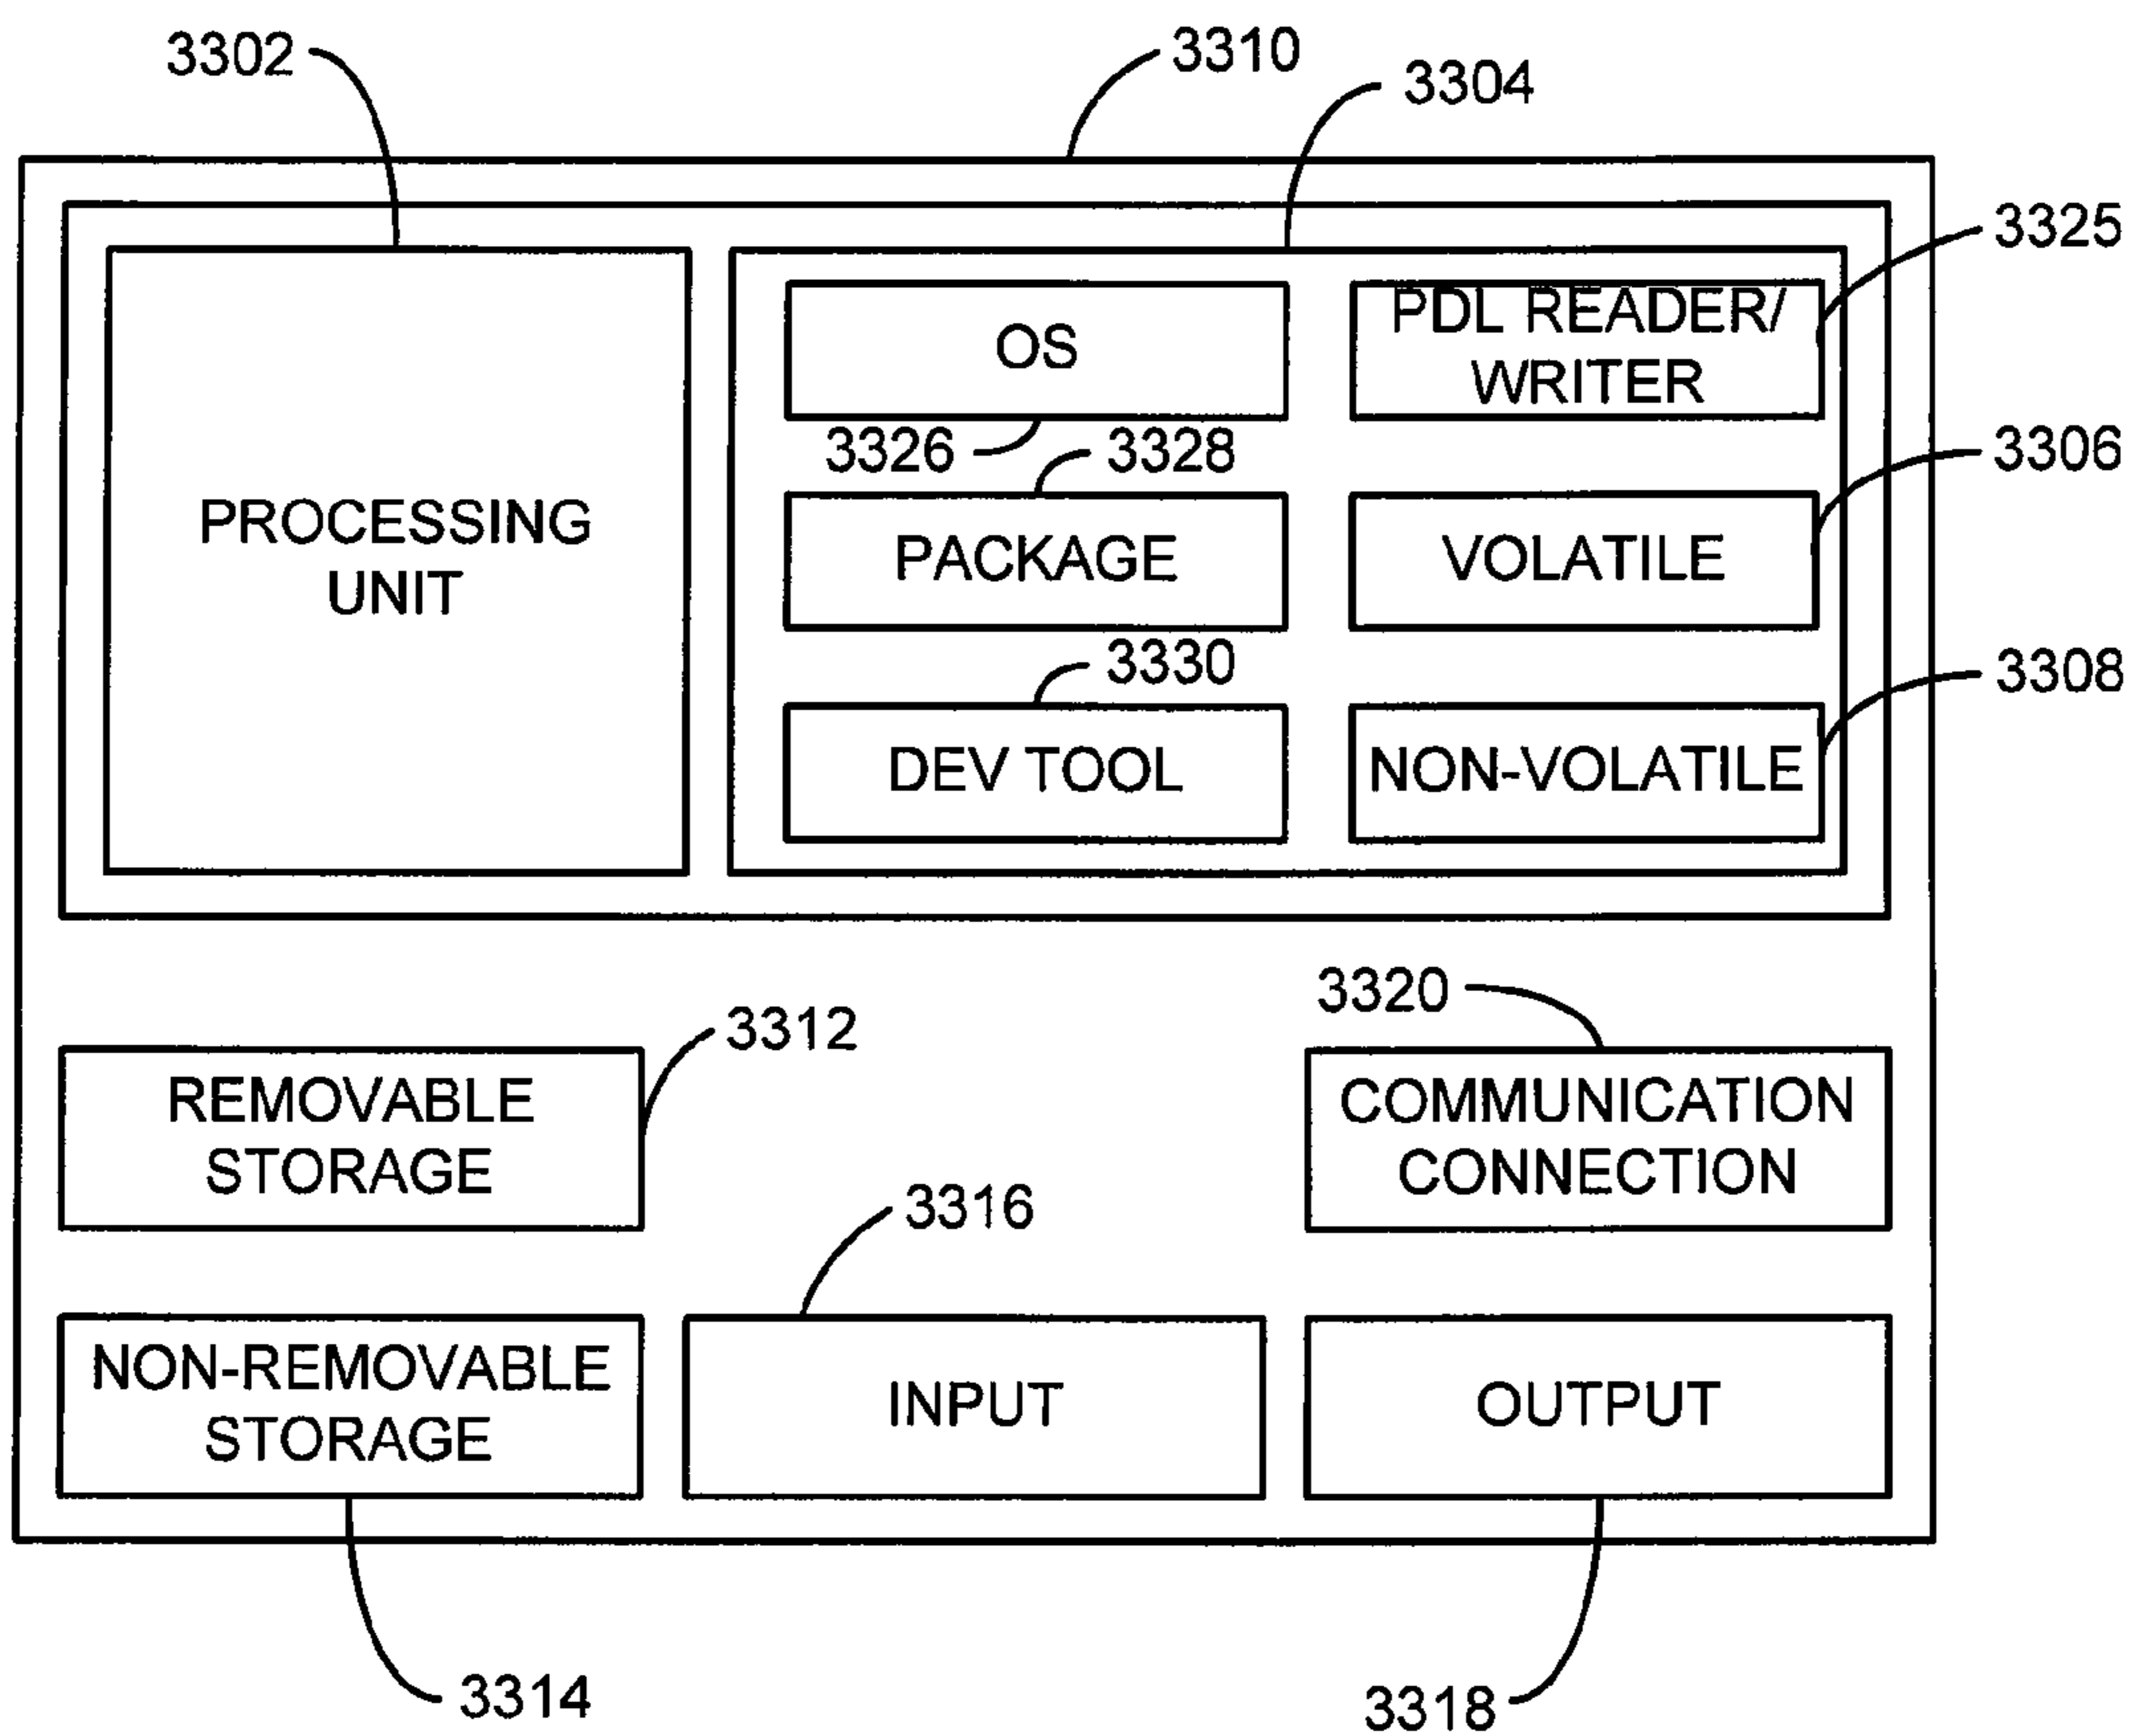 3302
3310
3304
3325
OS
PDL READER/
WRITER
3326
3328
3306
PROCESSING
UNIT
PACKAGE
VOLATILE
3330
3308
DEV TOOL
NON-VOLATILE
3312
3320
REMOVABLE
STORAGE
COMMUNICATION
CONNECTION
3316
NON-REMOVABLE
STORAGE
INPUT
OUTPUT
3314
3318